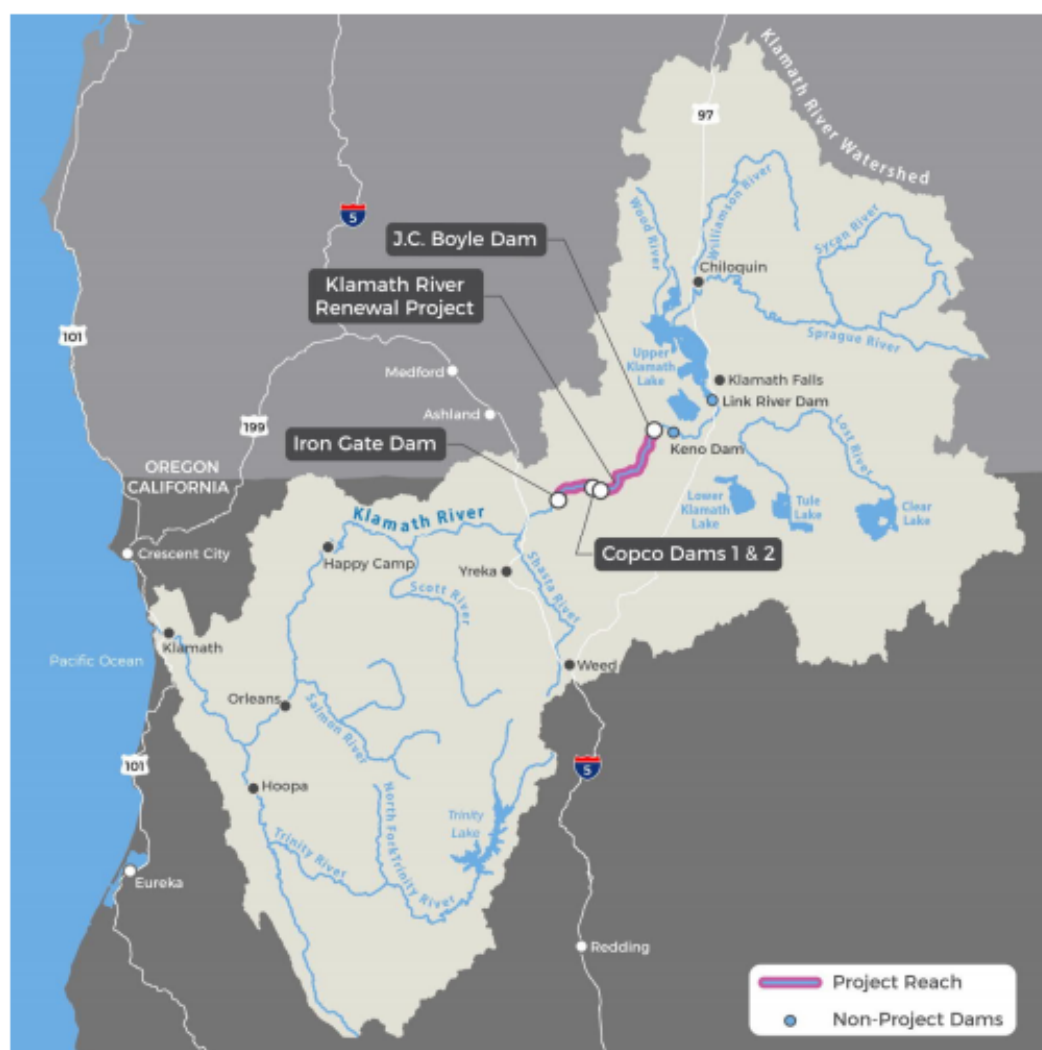 Klamath River Watershed
97
5
Wood River
Williamson River
Sycan River
J.C. Boyle Dam
Chiloquin
Klamath River
Renewal Project
101
Sprague River
Upper
Klamath
Lake
Medford
Klamath Falls
Link River Dam
Ashland
199
Iron Gate Dam
Keno Dam
Lost River
OREGON
CALIFORNIA
Lower
Klamath
Lake
Tule
Lake
Clear
Lake
Klamath River
Crescent City
Happy Camp
Copco Dams 1 & 2
Yreka
Shasta River
Scott River
Klamath
Pacific Ocean
Weed
Orleans
Salmon River
101
5
Hoopa
North Fork Trinity River
Trinity
Lake
Trinity River
Eureka
Redding
Project Reach
Non-Project Dams